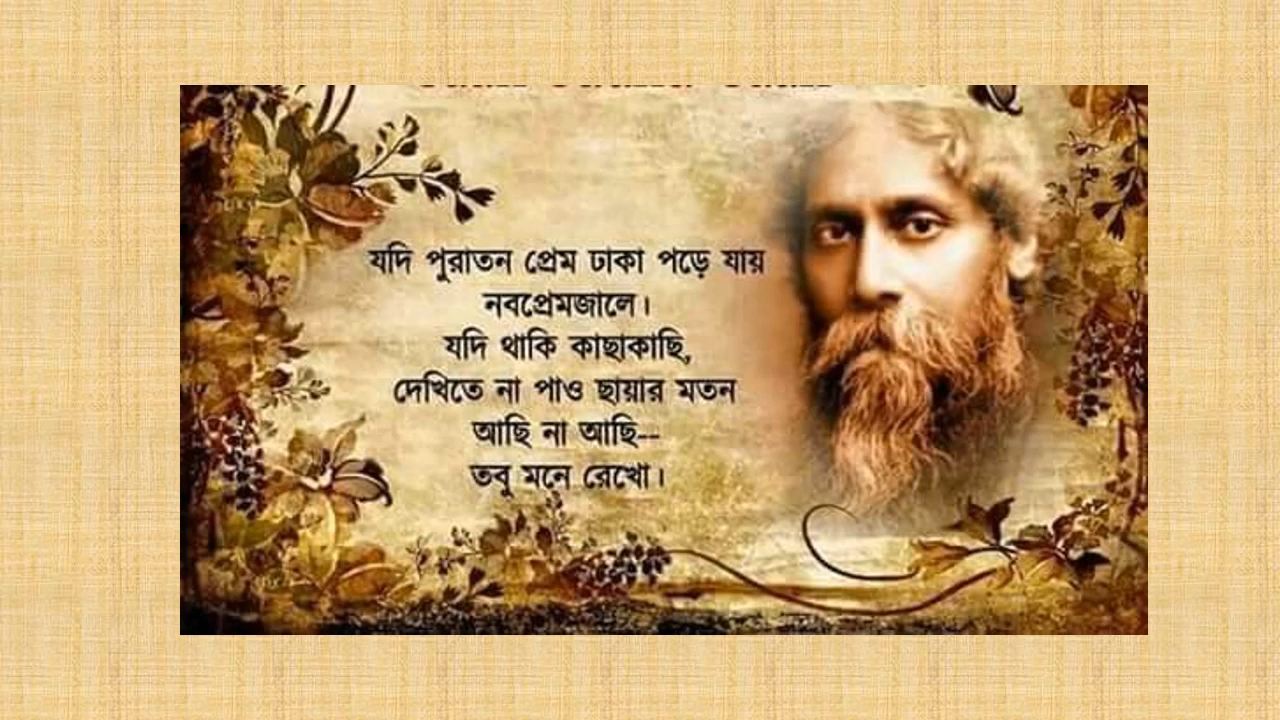 যদি পুরাতন প্রেম ঢাকা পড়ে যায়
নবপ্রেমজালে।
যদি থাকি কাছাকাছি,
দেখিতে না পাও ছায়ার মতন
আছি না আছি--
তবু মনে রেখো।